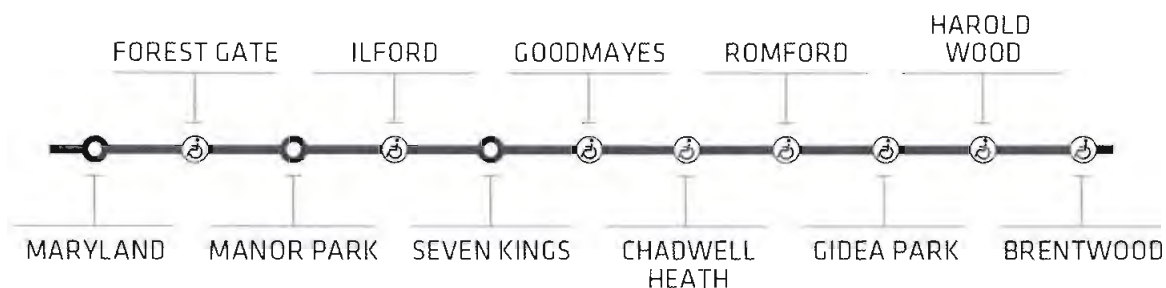 FOREST GATE
ILFORD
GOODMAYES
ROMFORD
HAROLD
WOOD
MARYLAND
MANOR PARK
SEVEN KINGS
CHADWELL
HEATH
GIDEA PARK
BRENTWOOD